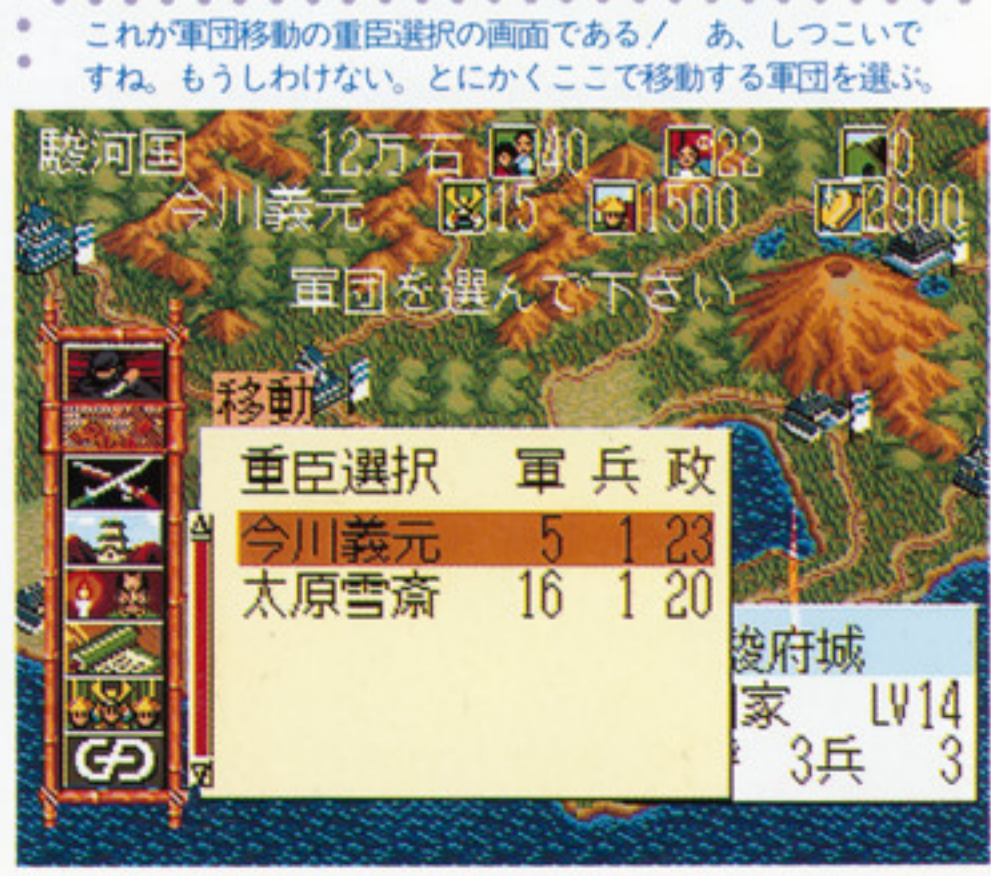 これが軍団移動の重臣選択の画面である! あ、しつこいで
すね。もうしわけない。とにかくここで移動する軍団を選ぶ。
駿河国 12万石 40 22 0
今川義元 15 1500 2900
軍団を選んで下さい
移動
重臣選択 軍 兵 政
今川義元 5 1 23
太原雪斎 16 1 20
駿府城
家 LV14
3兵 3